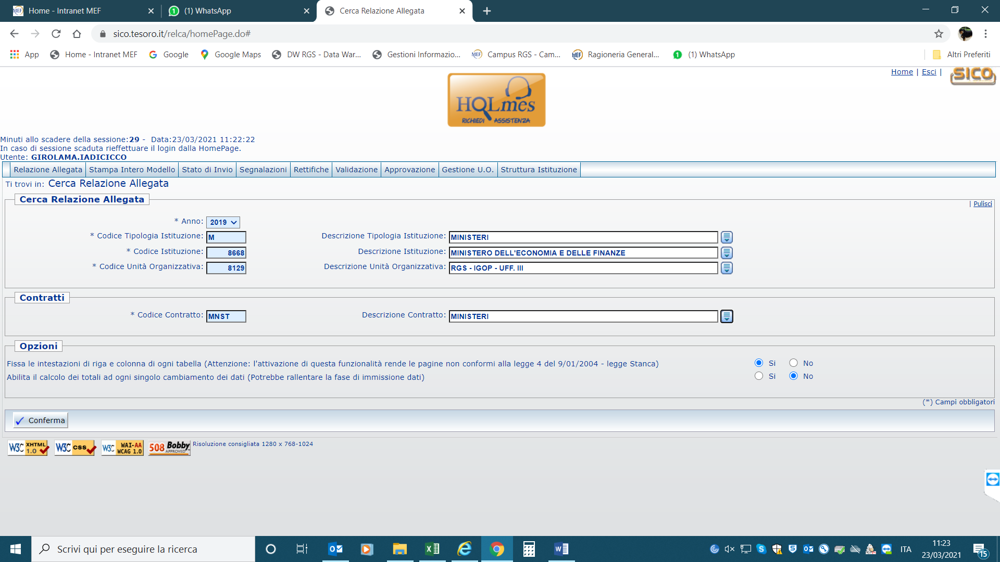 Home - Intranet MEF
(1) WhatsApp
Cerca Relazione Allegata
sico.tesoro.it/relca/homePage.do#
App
Home - Intranet MEF
Google
Google Maps
DW RGS - Data War...
Gestioni Informazio...
MEF
Campus RGS - Cam...
MEF
Ragioneria General...
1
(1) WhatsApp
Altri Preferiti
Home | Esci |
SICO
HQLmes
RICHIEDI ASSISTENZA
Minuti allo scadere della sessione:29 - Data:23/03/2021 11:22:22
In caso di sessione scaduta rieffettuare il login dalla HomePage.
Utente: GIROLAMA.IADICICCO
Relazione Allegata
Stampa Intero Modello
Stato di Invio
Segnalazioni
Rettifiche
Validazione
Approvazione
Gestione U.O.
Struttura Istituzione
Ti trovi in: Cerca Relazione Allegata
Cerca Relazione Allegata
| Pulisci
* Anno: 2019
* Codice Tipologia Istituzione: M
Descrizione Tipologia Istituzione: MINISTERI
* Codice Istituzione: 8668
Descrizione Istituzione: MINISTERO DELL'ECONOMIA E DELLE FINANZE
* Codice Unità Organizzativa: 8129
Descrizione Unità Organizzativa: RGS - IGOP - UFF. III
Contratti
* Codice Contratto: MNST
Descrizione Contratto: MINISTERI
Opzioni
Fissa le intestazioni di riga e colonna di ogni tabella (Attenzione: l'attivazione di questa funzionalità rende le pagine non conformi alla legge 4 del 9/01/2004 - legge Stanca)
Si No
Abilita il calcolo dei totali ad ogni singolo cambiamento dei dati (Potrebbe rallentare la fase di immissione dati)
Si No
(*) Campi obbligatori
Conferma
W3C XHTML 1.0
W3C css
W3C WAI-AA WCAG 1.0
508 Bobby APPROVED
Risoluzione consigliata 1280 x 768-1024
Scrivi qui per eseguire la ricerca
ITA
11:23
23/03/2021
15